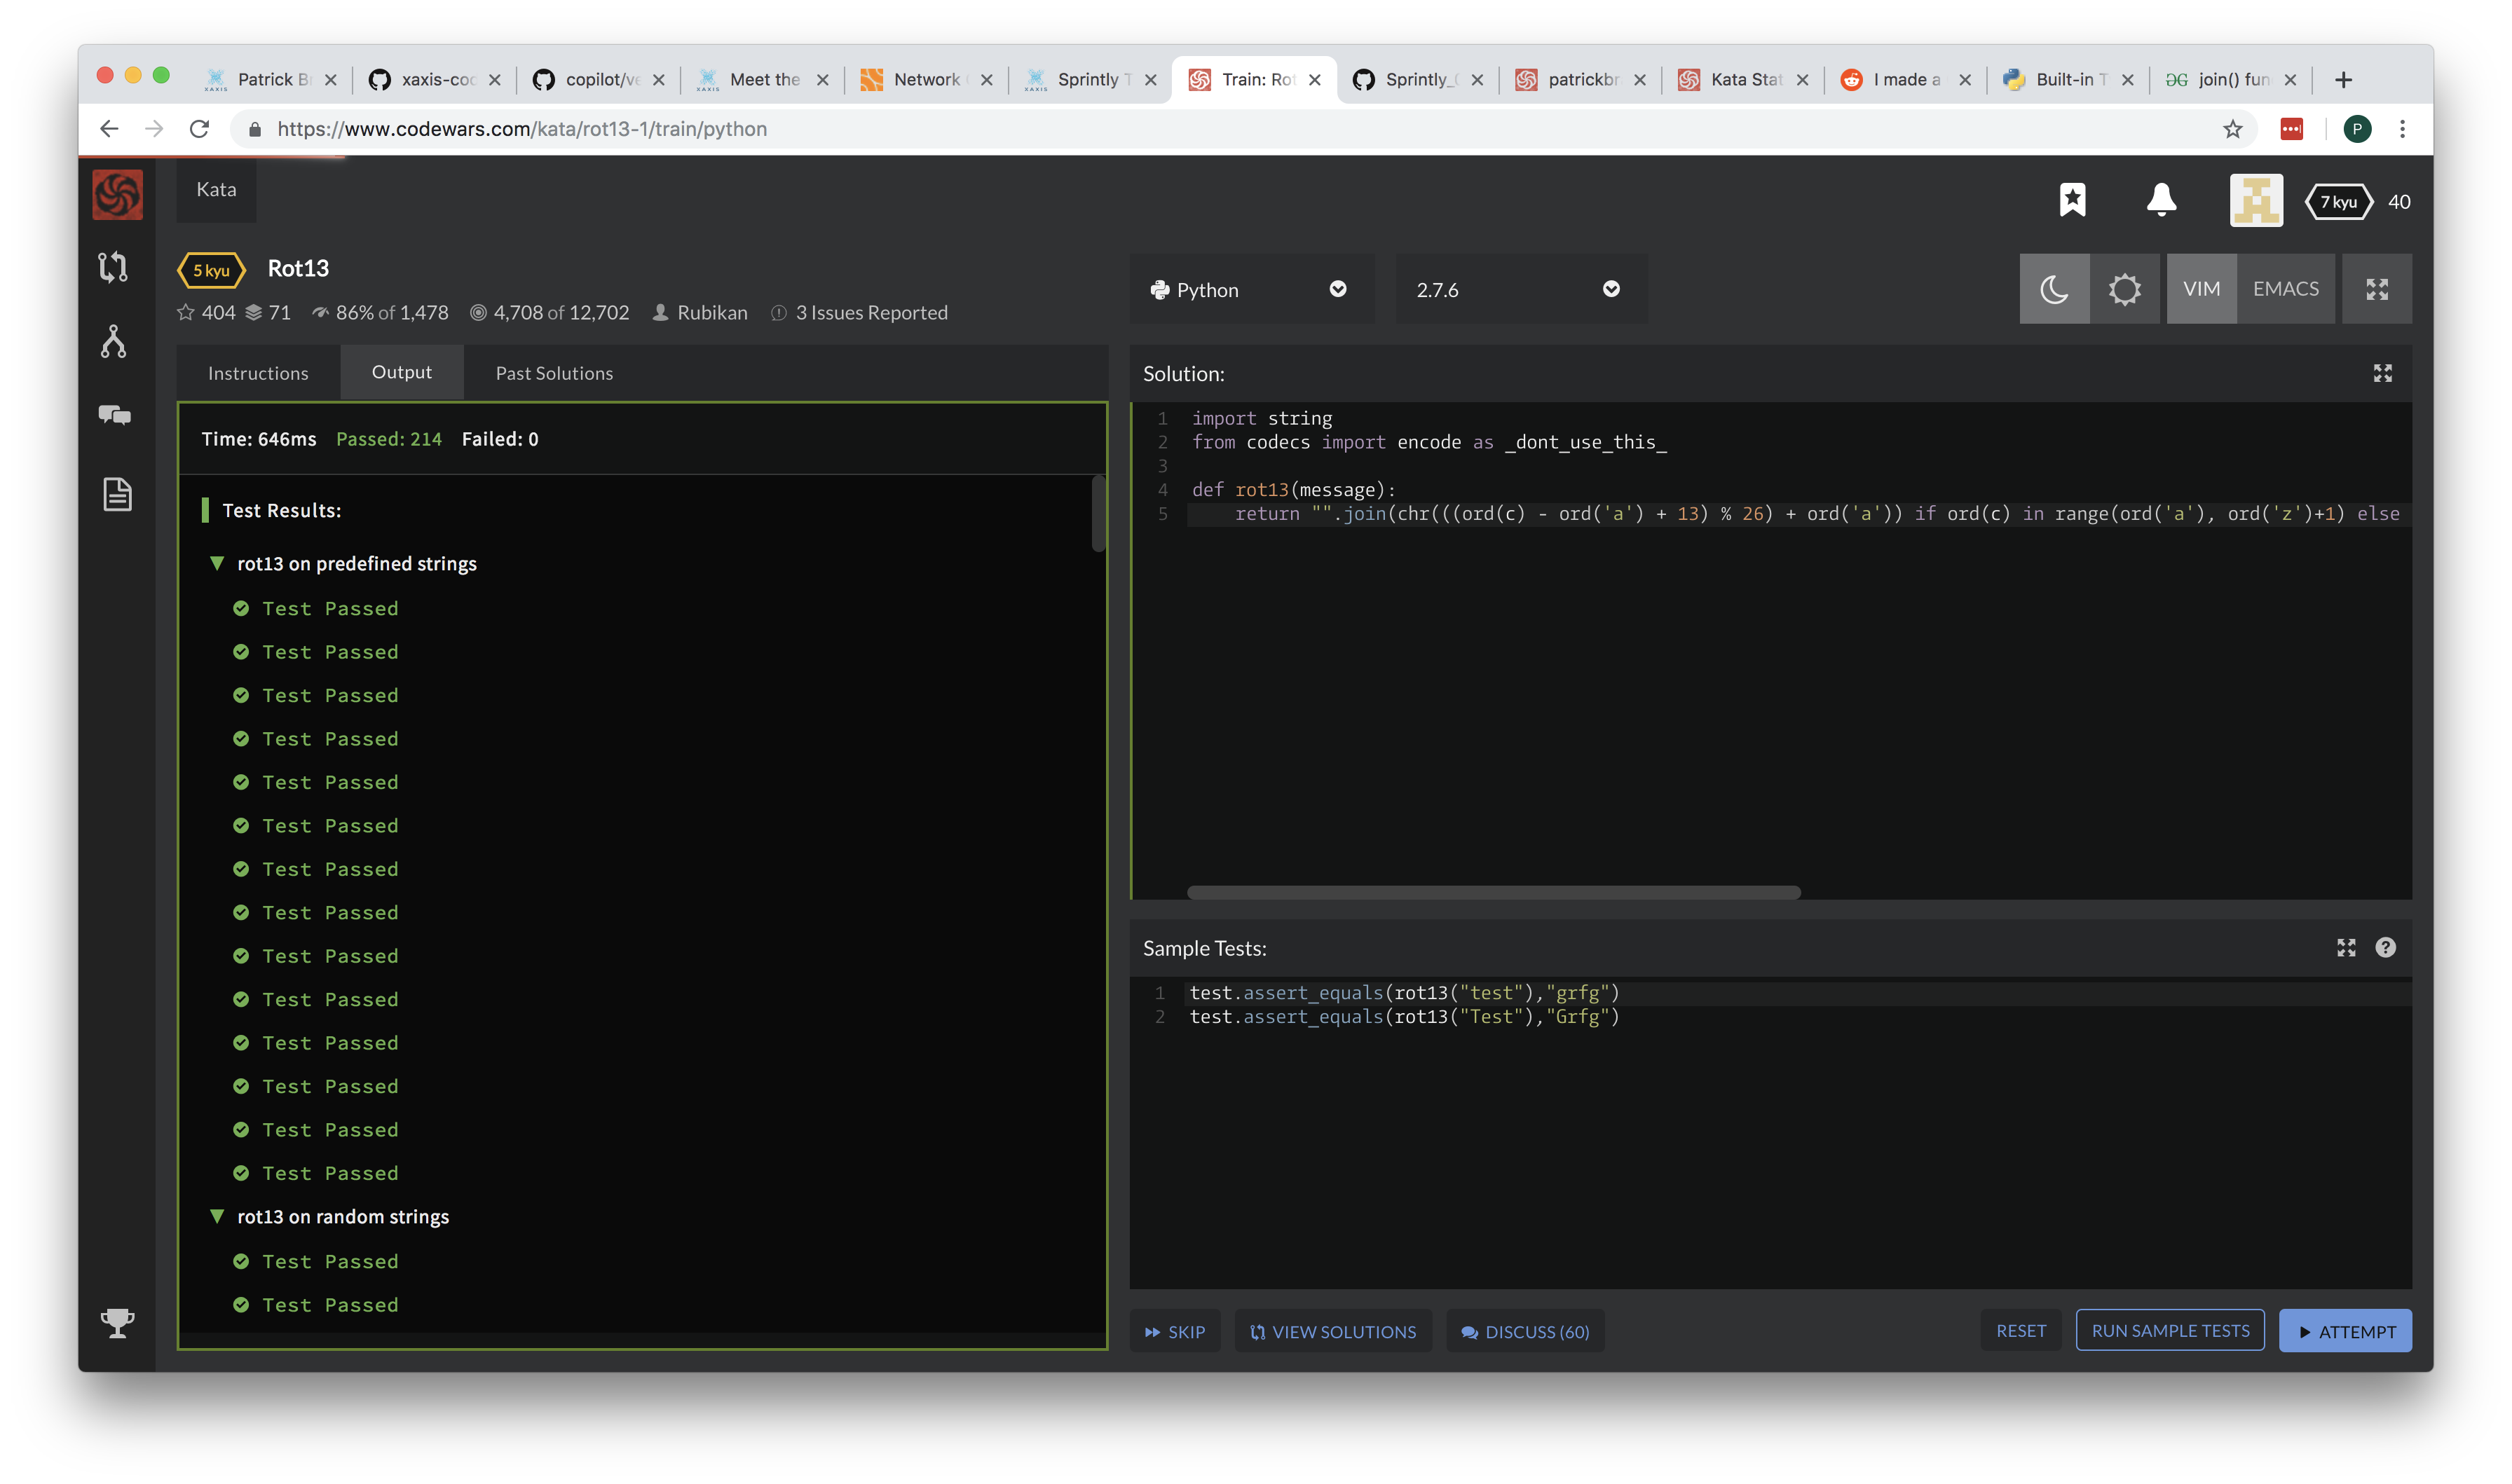 Patrick B
xaxis-coc
copilot/ve
Meet the
Network
Sprintly T
Train: Rot
Sprintly_
patrickbr
Kata Stat
I made a
Built-in T
join() fun
https://www.codewars.com/kata/rot13-1/train/python
P
Kata
7 kyu
40
5 kyu
Rot13
404 71 86% of 1,478 4,708 of 12,702 Rubikan 3 Issues Reported
Python
2.7.6
VIM
EMACS
Instructions
Output
Past Solutions
Time: 646ms Passed: 214 Failed: 0
Test Results:
rot13 on predefined strings
Test Passed
Test Passed
Test Passed
Test Passed
Test Passed
Test Passed
Test Passed
Test Passed
Test Passed
Test Passed
Test Passed
Test Passed
Test Passed
Test Passed
rot13 on random strings
Test Passed
Test Passed
Solution:
1 import string
2 from codecs import encode as _dont_use_this_
3
4 def rot13(message):
5 return "".join(chr(((ord(c) - ord('a') + 13) % 26) + ord('a')) if ord(c) in range(ord('a'), ord('z')+1) else
Sample Tests:
1 test.assert_equals(rot13("test"),"grfg")
2 test.assert_equals(rot13("Test"),"Grfg")
SKIP
VIEW SOLUTIONS
DISCUSS (60)
RESET
RUN SAMPLE TESTS
ATTEMPT